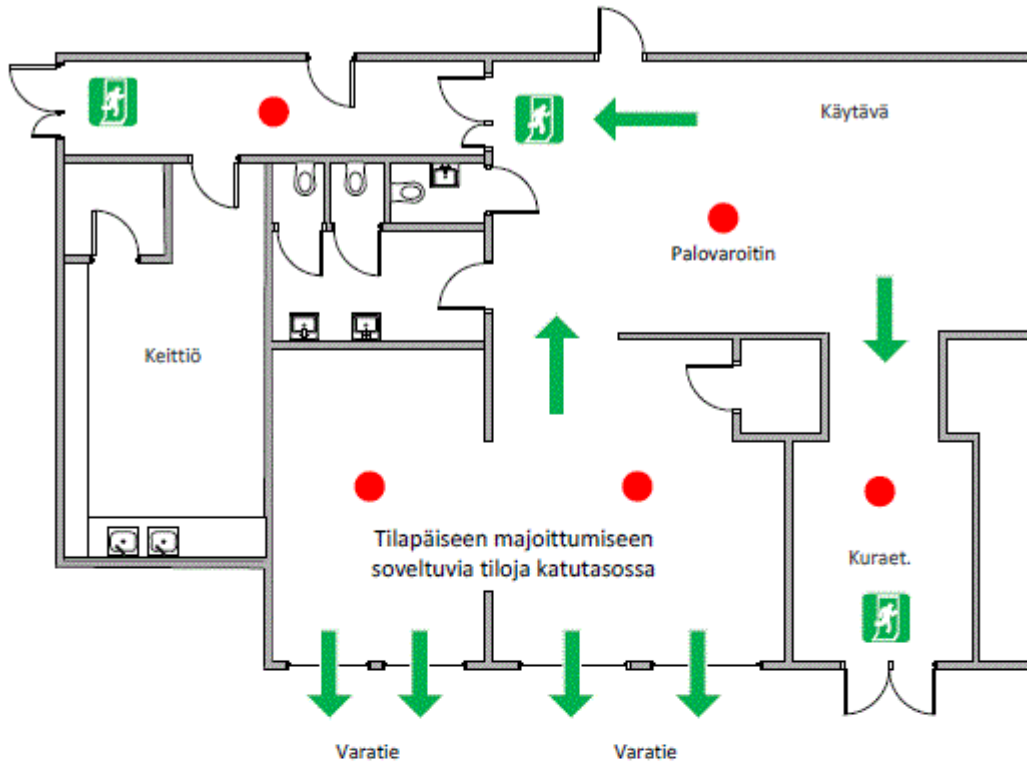 Käytävä
Palovaroitin
Keittiö
Tilapäiseen majoittumiseen
soveltuvia tiloja katutasossa
Kuraet.
Varatie
Varatie